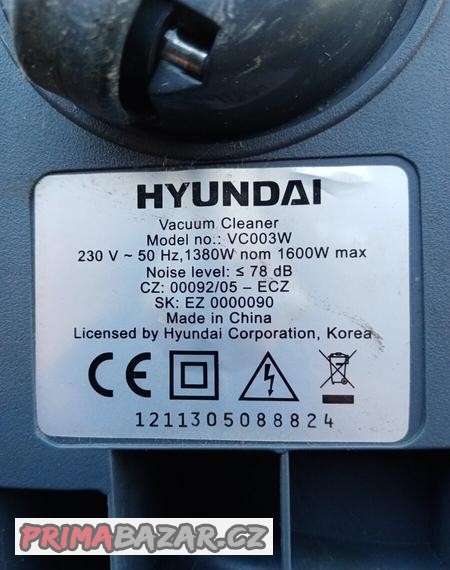 HYUNDAI
Vacuum Cleaner
Model no.: VC003W
230 V ~ 50 Hz,1380W nom 1600W max
Noise level: ≤ 78 dB
CZ: 00092/05 – ECZ
SK: EZ 0000090
Made in China
Licensed by Hyundai Corporation, Korea
CE
1211305088824
PRIMABAZAR.CZ